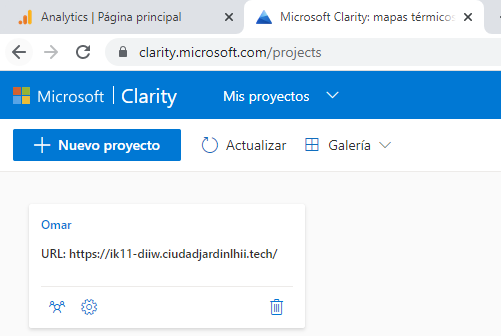 Analytics | Página principal
Microsoft Clarity: mapas térmicos
clarity.microsoft.com/projects
Microsoft | Clarity
Mis proyectos
+ Nuevo proyecto
Actualizar
Galería
Omar
URL: https://ik11-diiw.ciudadjardinlhii.tech/